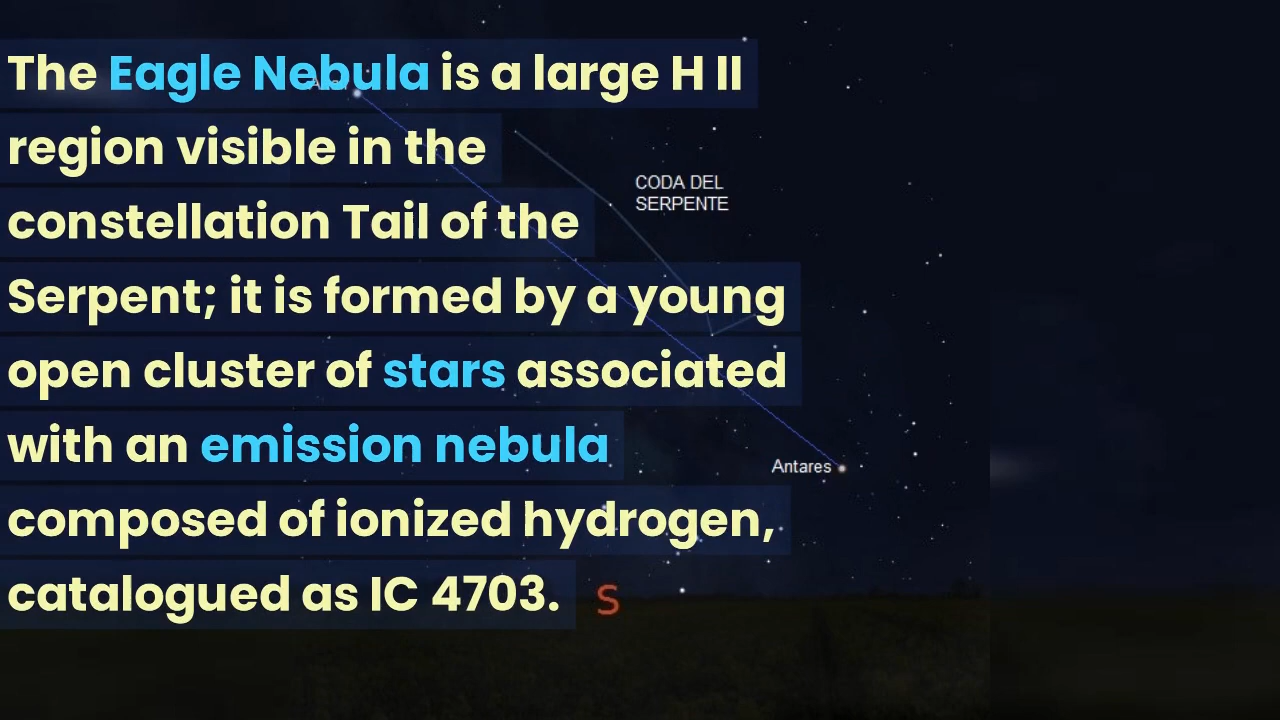 The Eagle Nebula is a large H II
region visible in the
constellation Tail of the
Serpent; it is formed by a young
open cluster of stars associated
with an emission nebula
composed of ionized hydrogen,
catalogued as IC 4703.
CODA DEL
SERPENTE
Antares
S